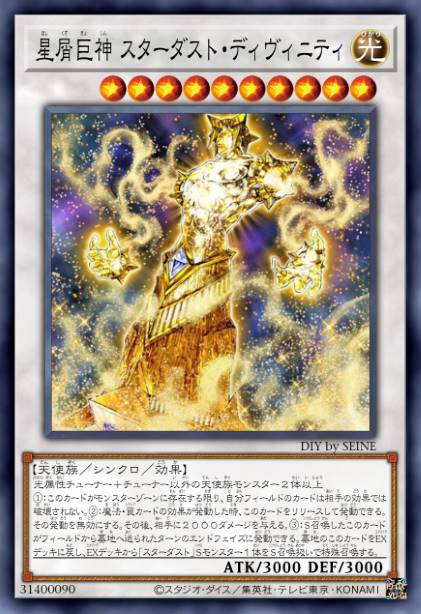 星屑巨神 スターダスト・ディヴィニティ 光
DIY by SEINE
【天使族/シンクロ/効果】
光属性チューナー+チューナー以外の天使族モンスター2体以上
①:このカードがモンスターゾーンに存在する限り、自分フィールドのカードは相手の効果では
破壊されない。②:魔法・罠カードの効果が発動した時、このカードをリリースして発動できる。
その発動を無効にする。その後、相手に2000ダメージを与える。③:S召喚したこのカード
がフィールドから墓地へ送られたターンのエンドフェイズに発動できる。墓地のこのカードをEX
デッキに戻し、EXデッキから「スターダスト」Sモンスター1体をS召喚扱いで特殊召喚する。
ATK/3000 DEF/3000
31400090 ©スタジオ・ダイス/集英社・テレビ東京・KONAMI